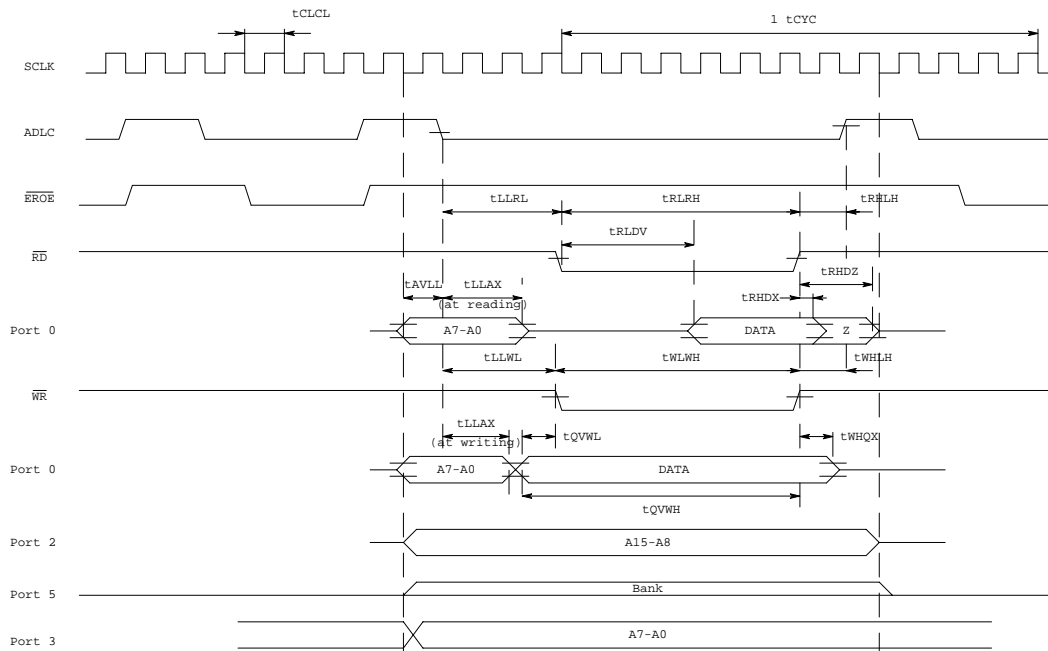 tCLCL
1 tCYC
SCLK
ADLC
EROE
tLLRL
tRLRH
tRHLH
tRLDV
RD
tRHDZ
tAVLL
tLLAX
(at reading)
tRHDX
Port 0
A7-A0
DATA
Z
tLLWL
tWLWH
tWHLH
WR
tLLAX
(at writing)
tQVWL
tWHQX
Port 0
A7-A0
DATA
tQVWH
Port 2
A15-A8
Port 5
Bank
Port 3
A7-A0